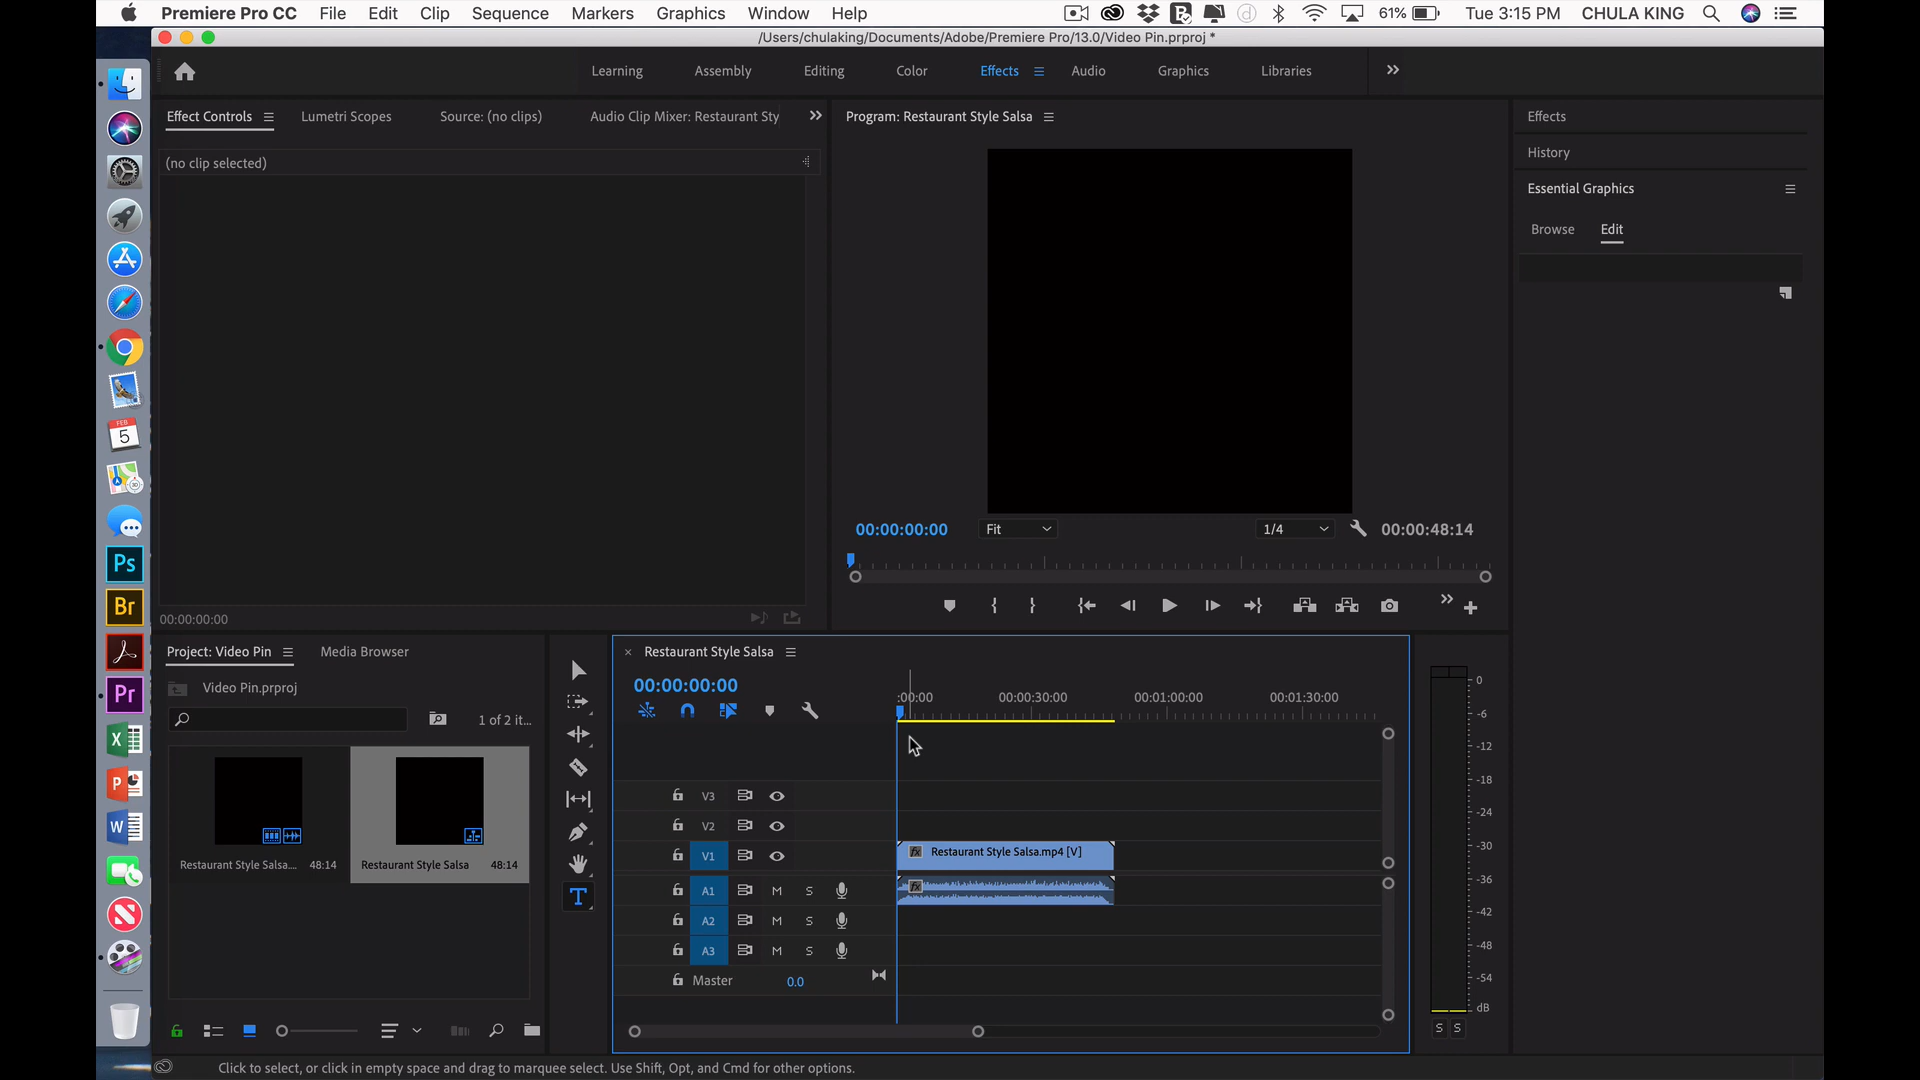 Premiere Pro CC File Edit Clip Sequence Markers Graphics Window Help 61% Tue 3:15 PM CHULA KING
/Users/chulaking/Documents/Adobe/Premiere Pro/13.0/Video Pin.prproj *
Learning Assembly Editing Color Effects Audio Graphics Libraries
Effect Controls Lumetri Scopes Source: (no clips) Audio Clip Mixer: Restaurant Sty
(no clip selected)
00:00:00:00
Program: Restaurant Style Salsa
00:00:00:00 Fit 1/4 00:00:48:14
Effects
History
Essential Graphics
Browse Edit
FEB
5
Ps
Br
Pr
X
P
W
N
Project: Video Pin Media Browser
Video Pin.prproj
1 of 2 it...
Restaurant Style Salsa... 48:14
Restaurant Style Salsa 48:14
T
Restaurant Style Salsa
00:00:00:00
:00:00 00:00:30:00 00:01:00:00 00:01:30:00
V3
V2
V1 fx Restaurant Style Salsa.mp4 [V]
A1 M S fx
A2 M S
A3 M S
Master 0.0
0
-6
-12
-18
-24
-30
-36
-42
-48
-54
dB
S S
Click to select, or click in empty space and drag to marquee select. Use Shift, Opt, and Cmd for other options.